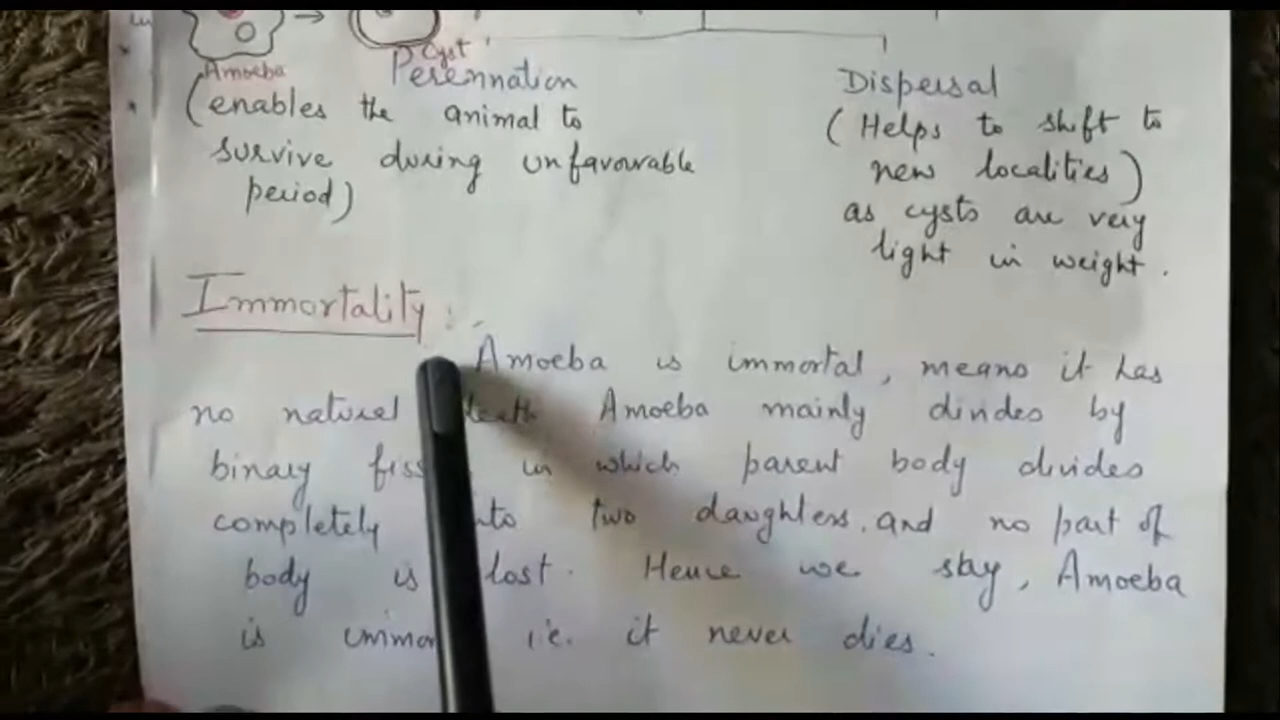 Amoeba
Cyst
Perennation
(enables the animal to
survive during unfavourable
period)
Dispersal
(Helps to shift to
new localities)
as cysts are very
light in weight.
Immortality :-
Amoeba is immortal, means it has
no natural death Amoeba mainly divides by
binary in which parent body divides
completely two daughters. and no part of
body is lost. Hence we say, Amoeba
is i.e. it never dies.